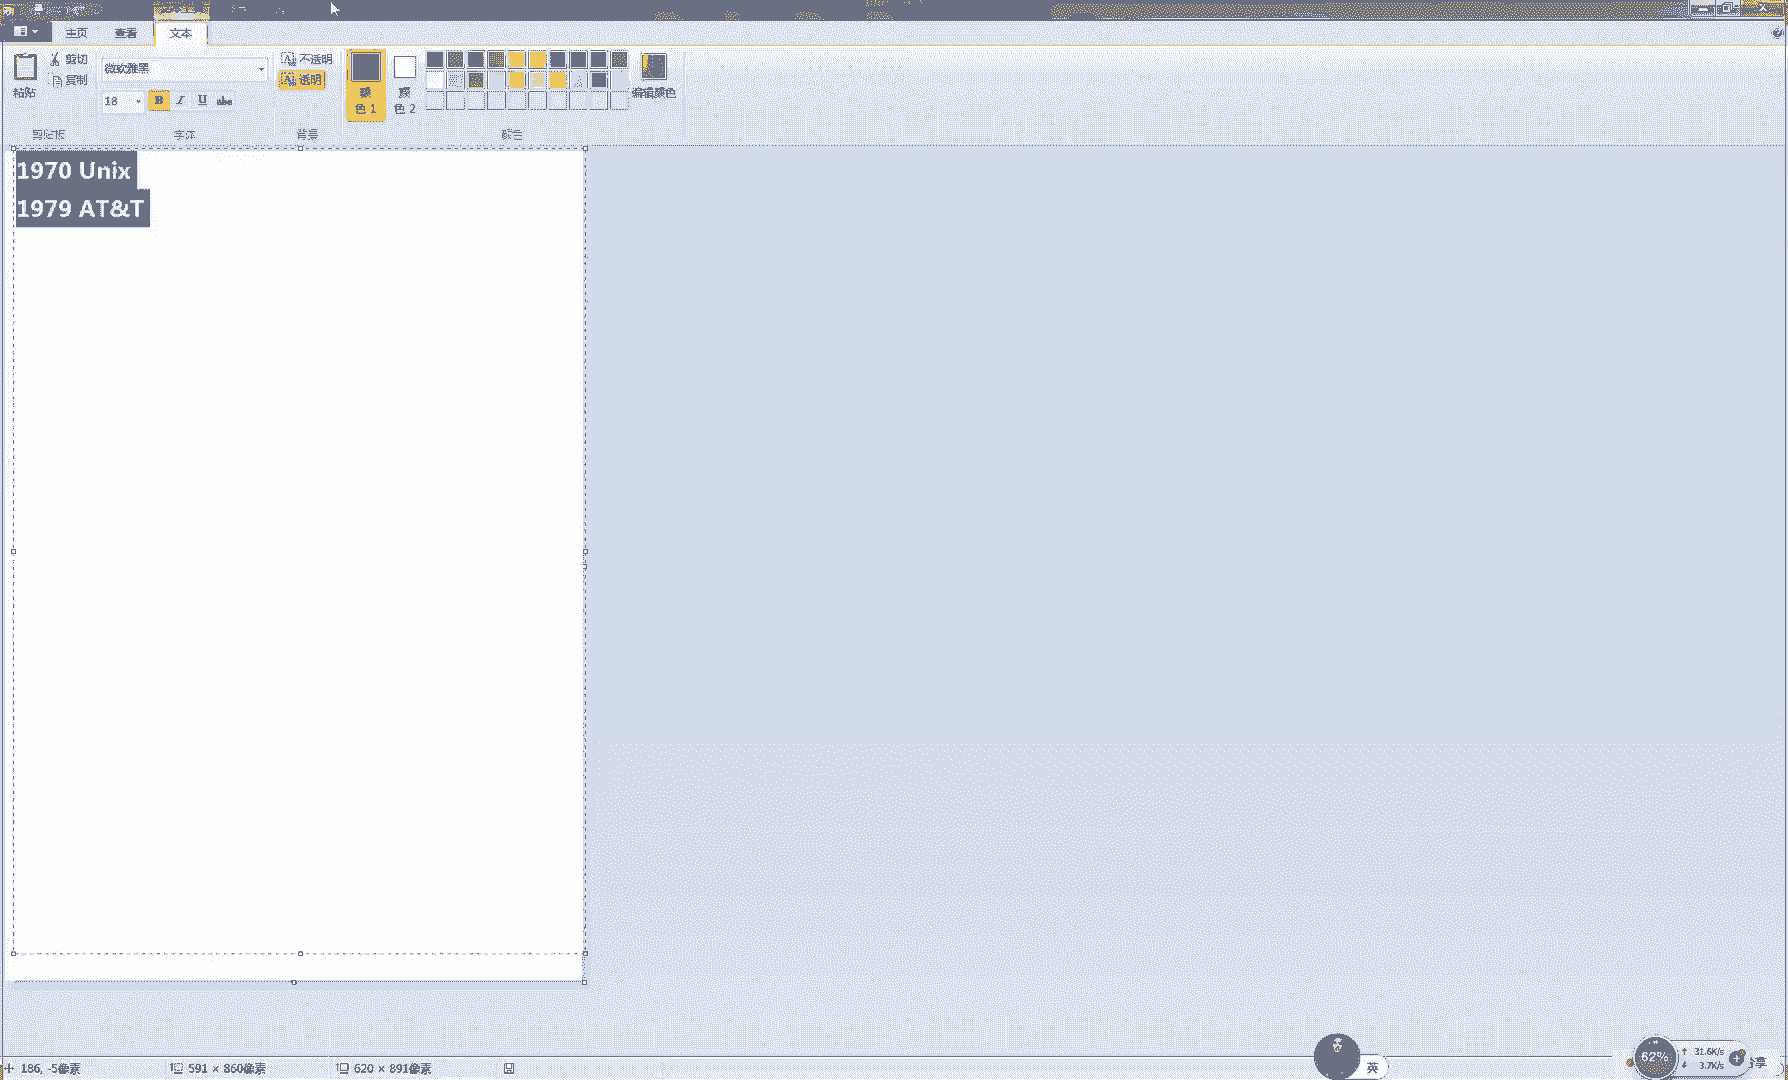 主页 查看 文本
粘贴
剪切
复制
剪贴板
微软雅黑
18 B I U abc
字体
不透明
透明
背景
颜色 1
颜色 2
颜色
编辑颜色
1970 Unix
1979 AT&T
186, -5像素 591 × 860像素 620 × 891像素
英
62% 31.6K/s
3.7K/s
享